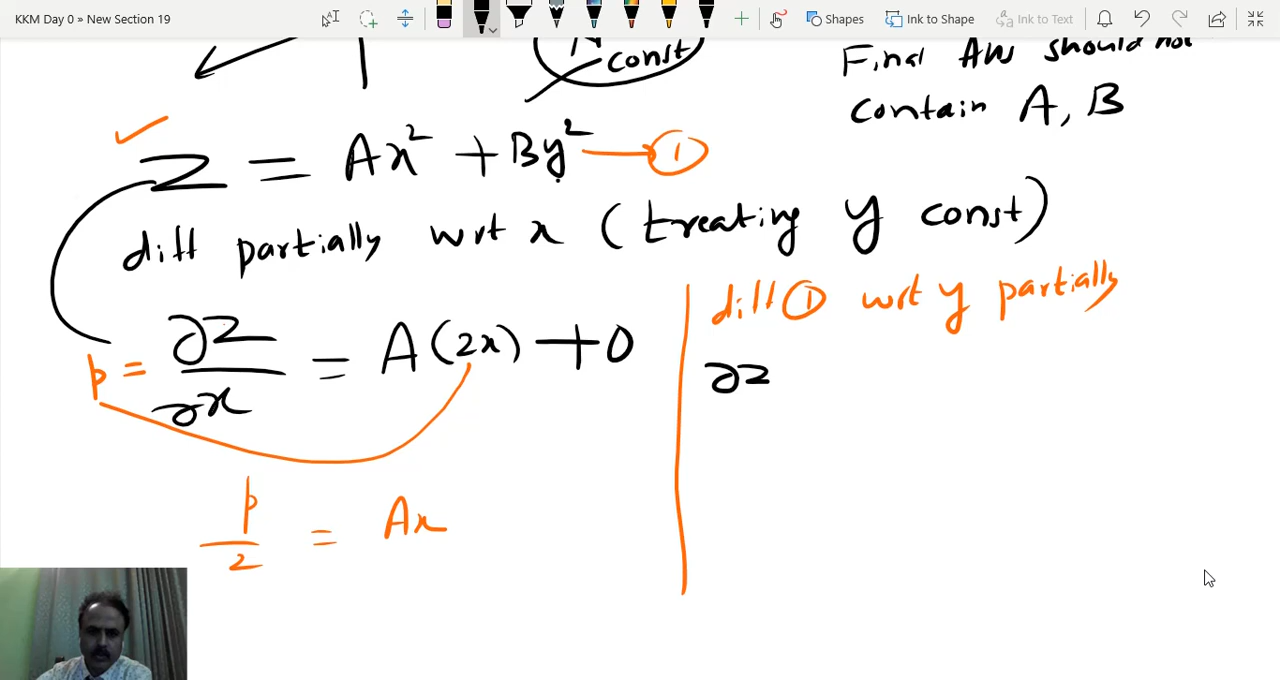 KKM Day 0 » New Section 19
Shapes
Ink to Shape
Ink to Text
const
Final Aw should not
contain A, B
z = Ax² + By² → ①
diff partially wrt x (treating y const)
diff ① wrt y partially
p = ∂z/∂x = A(2x) + 0
∂z
p/2 = Ax